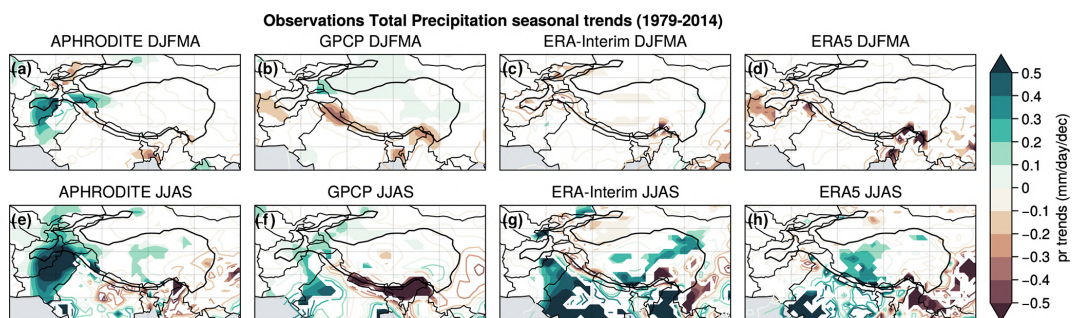 Observations Total Precipitation seasonal trends (1979-2014)
APHRODITE DJFMA
GPCP DJFMA
ERA-Interim DJFMA
ERA5 DJFMA
(a)
(b)
(c)
(d)
APHRODITE JJAS
GPCP JJAS
ERA-Interim JJAS
ERA5 JJAS
(e)
(f)
(g)
(h)
0.5
0.4
0.3
0.2
0.1
0
−0.1
−0.2
−0.3
−0.4
−0.5
pr trends (mm/day/dec)